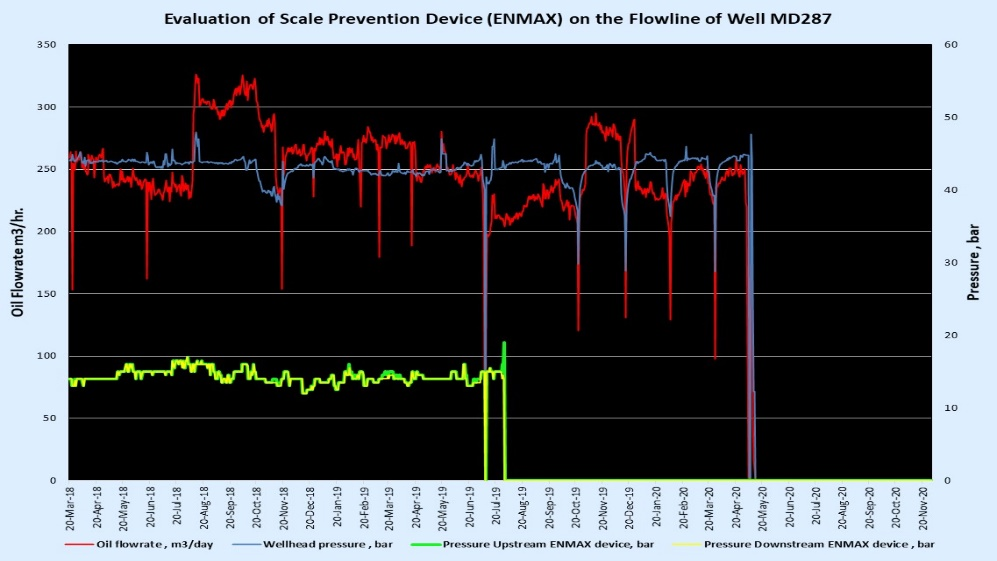 Evaluation of Scale Prevention Device (ENMAX) on the Flowline of Well MD287
350
300
250
200
150
100
50
0
Oil Flowrate m3/hr.
60
50
40
30
20
10
0
Pressure , bar
20-Mar-18
20-Apr-18
20-May-18
20-Jun-18
20-Jul-18
20-Aug-18
20-Sep-18
20-Oct-18
20-Nov-18
20-Dec-18
20-Jan-19
20-Feb-19
20-Mar-19
20-Apr-19
20-May-19
20-Jun-19
20-Jul-19
20-Aug-19
20-Sep-19
20-Oct-19
20-Nov-19
20-Dec-19
20-Jan-20
20-Feb-20
20-Mar-20
20-Apr-20
20-May-20
20-Jun-20
20-Jul-20
20-Aug-20
20-Sep-20
20-Oct-20
20-Nov-20
Oil flowrate , m3/day
Wellhead pressure , bar
Pressure Upstream ENMAX device, bar
Pressure Downstream ENMAX device , bar